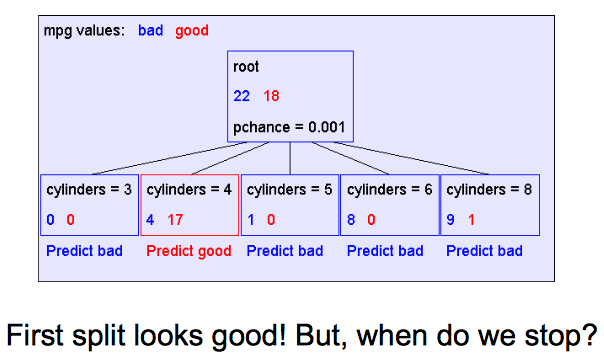 mpg values: bad good
root
22 18
pchance = 0.001
cylinders = 3 cylinders = 4 cylinders = 5 cylinders = 6 cylinders = 8
0 0 4 17 1 0 8 0 9 1
Predict bad Predict good Predict bad Predict bad Predict bad
First split looks good! But, when do we stop?